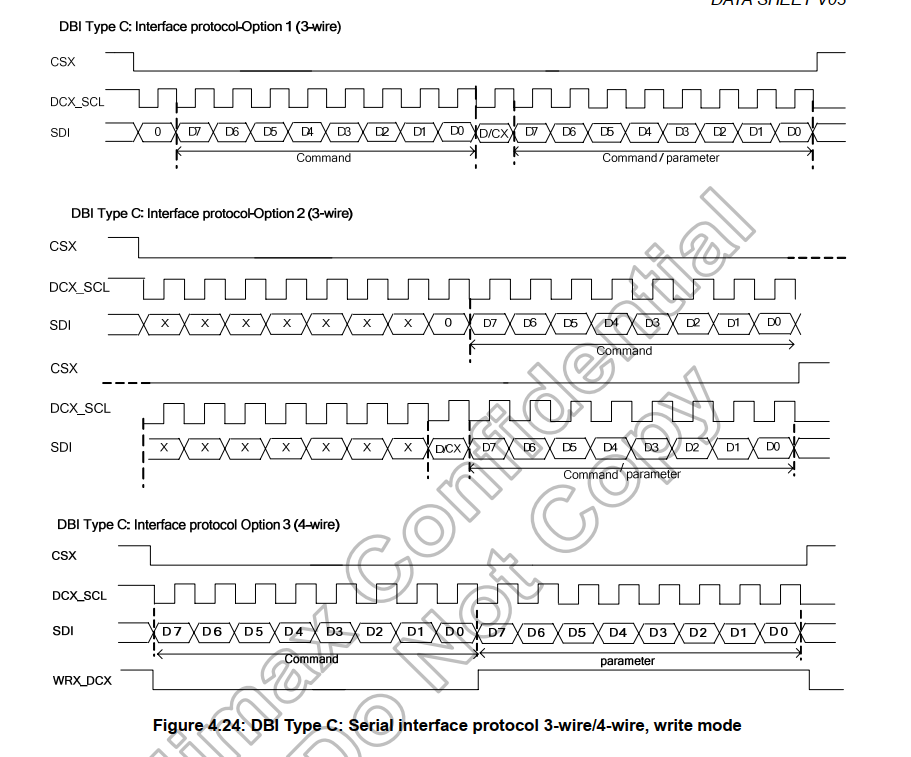 DATA SHEET V05
DBI Type C: Interface protocol-Option 1 (3-wire)
CSX
DCX_SCL
SDI 0 D7 D6 D5 D4 D3 D2 D1 D0 D/CX D7 D6 D5 D4 D3 D2 D1 D0
Command Command / parameter
DBI Type C: Interface protocol-Option 2 (3-wire)
CSX
DCX_SCL
SDI X X X X X X X 0 D7 D6 D5 D4 D3 D2 D1 D0
Command
CSX
DCX_SCL
SDI X X X X X X X D/CX D7 D6 D5 D4 D3 D2 D1 D0
Command/parameter
DBI Type C: Interface protocol Option 3 (4-wire)
CSX
DCX_SCL
SDI D7 D6 D5 D4 D3 D2 D1 D0 D7 D6 D5 D4 D3 D2 D1 D0
Command parameter
WRX_DCX
Figure 4.24: DBI Type C: Serial interface protocol 3-wire/4-wire, write mode
limax Confidential
Do Not Copy